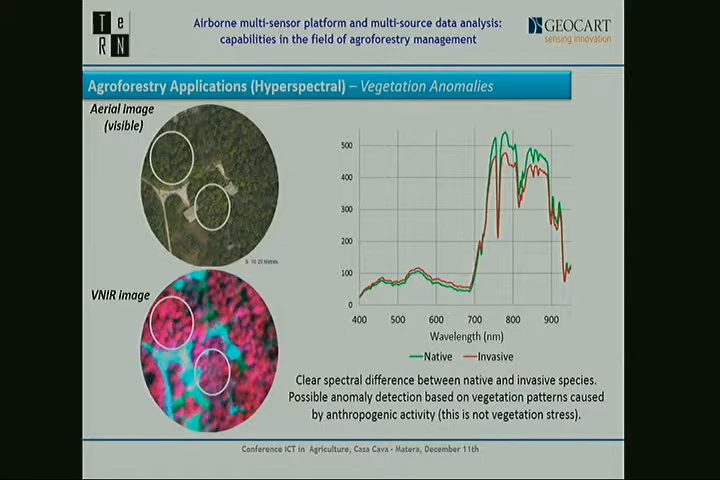 Te
RN
Airborne multi-sensor platform and multi-source data analysis:
capabilities in the field of agroforestry management
GEOCART
sensing innovation
Agroforestry Applications (Hyperspectral) – Vegetation Anomalies
Aerial image
(visible)
VNIR image
500
400
300
200
100
0
400 500 600 700 800 900
Wavelength (nm)
Native Invasive
Clear spectral difference between native and invasive species.
Possible anomaly detection based on vegetation patterns caused
by anthropogenic activity (this is not vegetation stress).
Conference ICT in Agriculture, Casa Cava - Matera, December 11th